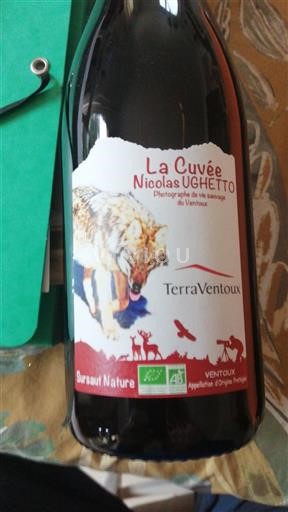 La Cuvée
Nicolas UGHETTO
Photographe de vie sauvage
du Ventoux
TerraVentoux
Sursaut Nature
AB
VENTOUX
Appellation d'Origine Protégée